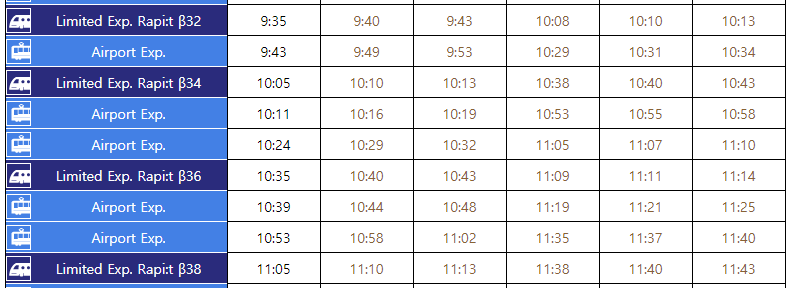 Limited Exp. Rapi:t β32 9:35 9:40 9:43 10:08 10:10 10:13
Airport Exp. 9:43 9:49 9:53 10:29 10:31 10:34
Limited Exp. Rapi:t β34 10:05 10:10 10:13 10:38 10:40 10:43
Airport Exp. 10:11 10:16 10:19 10:53 10:55 10:58
Airport Exp. 10:24 10:29 10:32 11:05 11:07 11:10
Limited Exp. Rapi:t β36 10:35 10:40 10:43 11:09 11:11 11:14
Airport Exp. 10:39 10:44 10:48 11:19 11:21 11:25
Airport Exp. 10:53 10:58 11:02 11:35 11:37 11:40
Limited Exp. Rapi:t β38 11:05 11:10 11:13 11:38 11:40 11:43